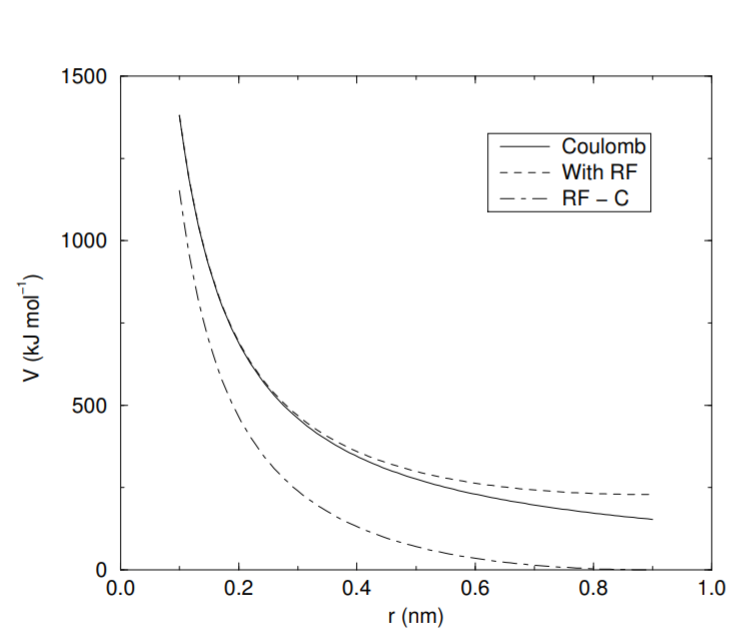 1500
1000
500
0
V (kJ mol⁻¹)
Coulomb
With RF
RF − C
0.0 0.2 0.4 0.6 0.8 1.0
r (nm)